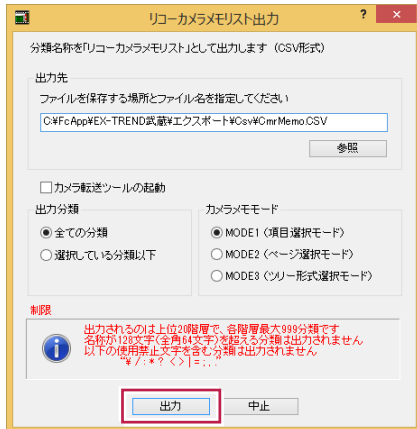 リコーカメラメモリスト出力
? ×
分類名称を「リコーカメラメモリスト」として出力します（CSV形式）
出力先
ファイルを保存する場所とファイル名を指定してください
C:¥FcApp¥EX-TREND武蔵¥エクスポート¥Csv¥CmrMemo.CSV
参照
カメラ転送ツールの起動
出力分類
全ての分類
選択している分類以下
カメラメモモード
MODE1（項目選択モード）
MODE2（ページ選択モード）
MODE3（ツリー形式選択モード）
制限
出力されるのは上位20階層で、各階層最大999分類です
名称が128文字（全角64文字）を超える分類は出力されません
以下の使用禁止文字を含む分類は出力されません
"¥/:*?<>|=;,."
出力
中止